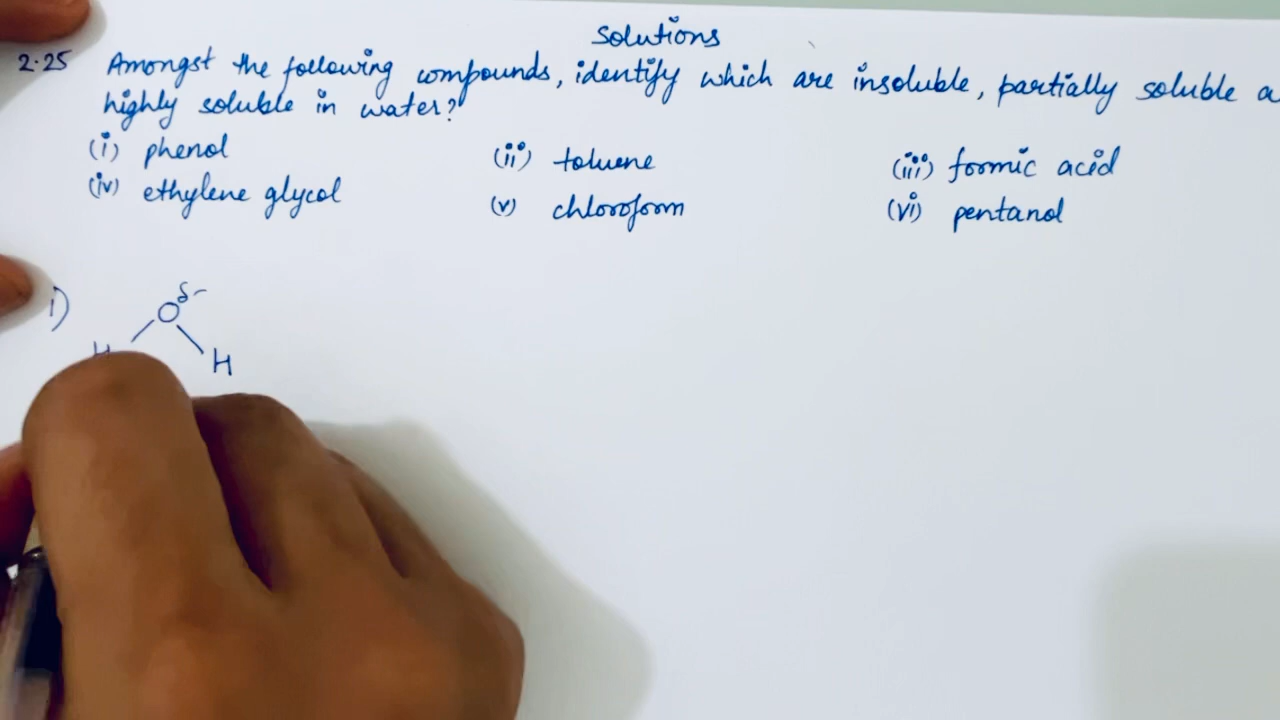 Solutions
2.25 Amongst the following compounds, identify which are insoluble, partially soluble
highly soluble in water?
(i) phenol (ii) toluene (iii) formic acid
(iv) ethylene glycol (v) chloroform (vi) pentanol
i) O δ-
H H